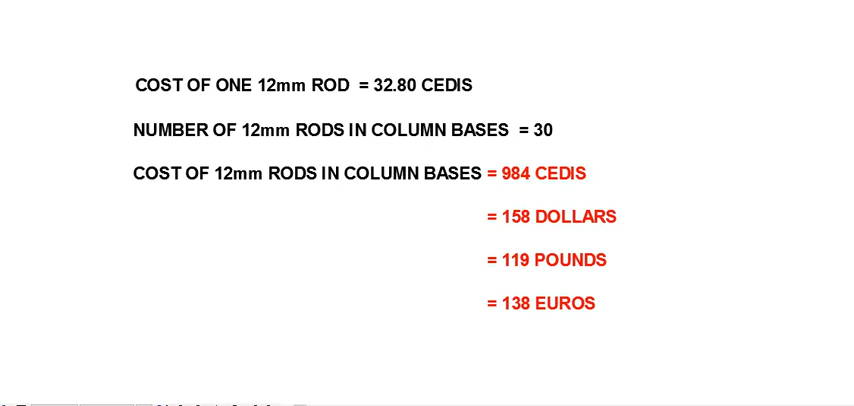 COST OF ONE 12mm ROD = 32.80 CEDIS
NUMBER OF 12mm RODS IN COLUMN BASES = 30
COST OF 12mm RODS IN COLUMN BASES = 984 CEDIS
= 158 DOLLARS
= 119 POUNDS
= 138 EUROS